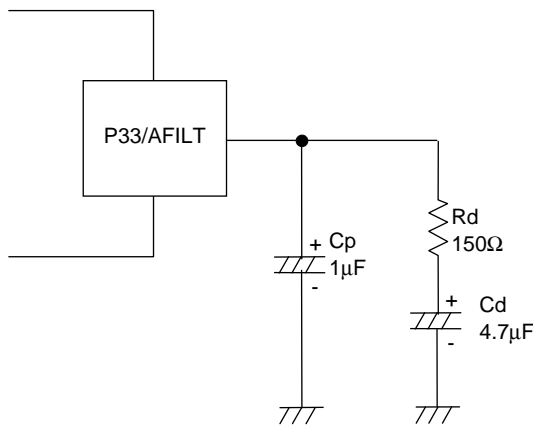 P33/AFILT
+
Cp
1μF
-
Rd
150Ω
+
Cd
4.7μF
-